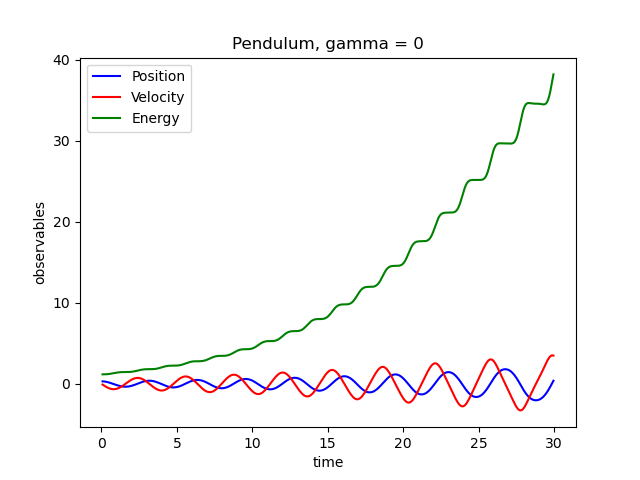 Pendulum, gamma = 0
40
30
20
10
0
observables
Position
Velocity
Energy
0 5 10 15 20 25 30
time